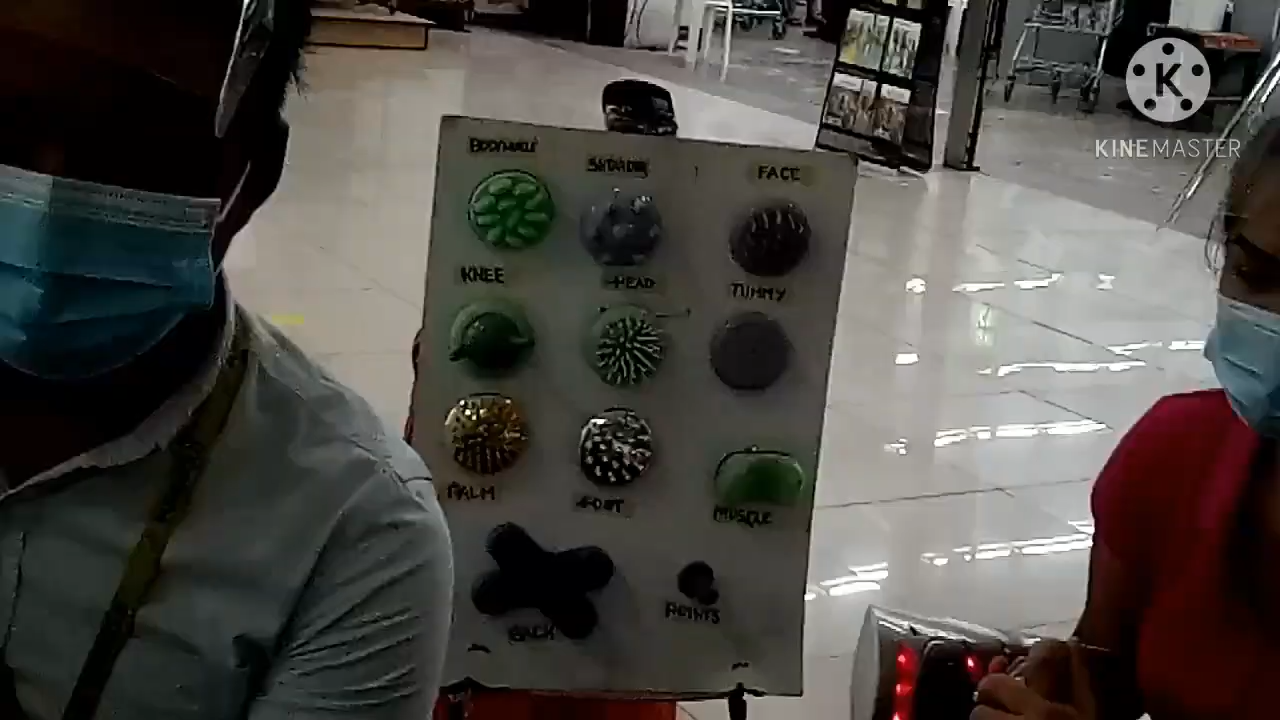 FACE
KNEE
HEAD
TUMMY
PALM
FOOT
MUSCLE
BACK
POINTS
K
KINEMASTER